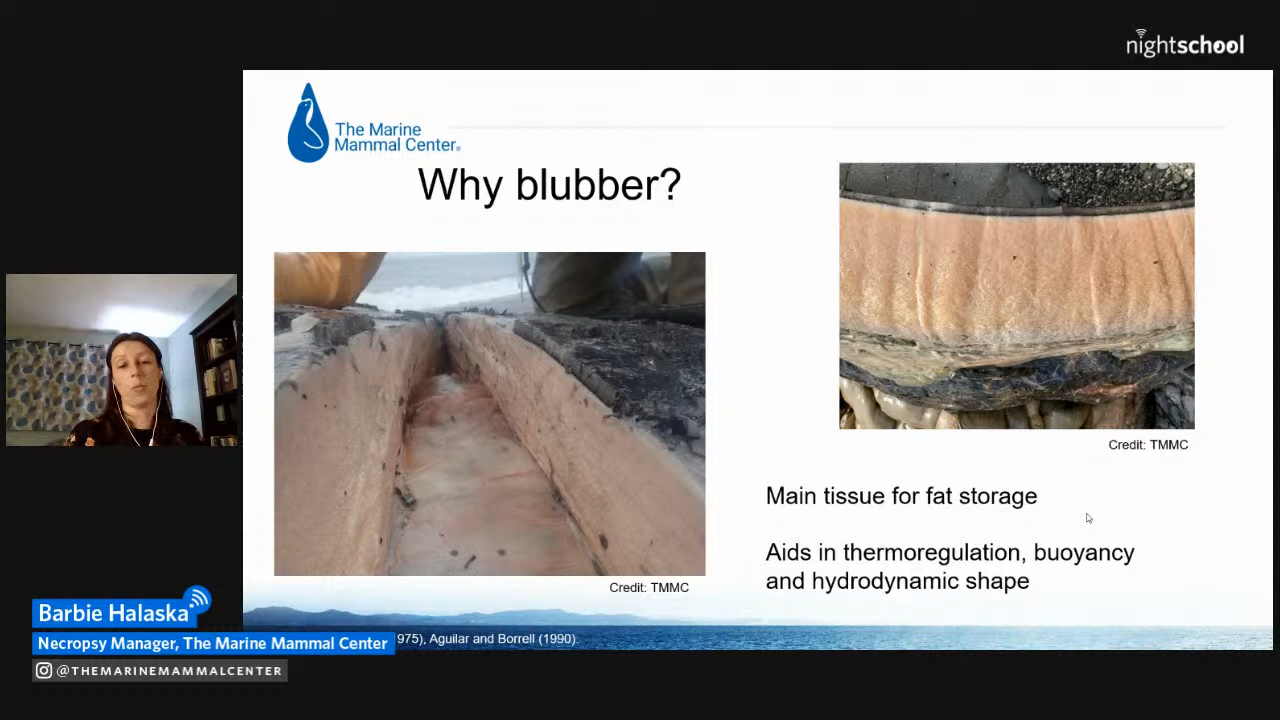 nightschool
The Marine
Mammal Center®
Why blubber?
Credit: TMMC
Main tissue for fat storage
Aids in thermoregulation, buoyancy
and hydrodynamic shape
Credit: TMMC
Barbie Halaska
Necropsy Manager, The Marine Mammal Center
975), Aguilar and Borrell (1990).
@THEMARINEMAMMALCENTER